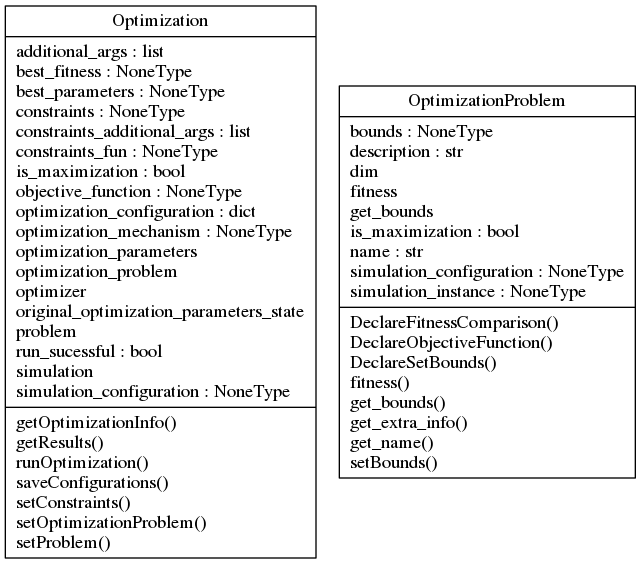 Optimization
additional_args : list
best_fitness : NoneType
best_parameters : NoneType
constraints : NoneType
constraints_additional_args : list
constraints_fun : NoneType
is_maximization : bool
objective_function : NoneType
optimization_configuration : dict
optimization_mechanism : NoneType
optimization_parameters
optimization_problem
optimizer
original_optimization_parameters_state
problem
run_sucessful : bool
simulation
simulation_configuration : NoneType
getOptimizationInfo()
getResults()
runOptimization()
saveConfigurations()
setConstraints()
setOptimizationProblem()
setProblem()
OptimizationProblem
bounds : NoneType
description : str
dim
fitness
get_bounds
is_maximization : bool
name : str
simulation_configuration : NoneType
simulation_instance : NoneType
DeclareFitnessComparison()
DeclareObjectiveFunction()
DeclareSetBounds()
fitness()
get_bounds()
get_extra_info()
get_name()
setBounds()